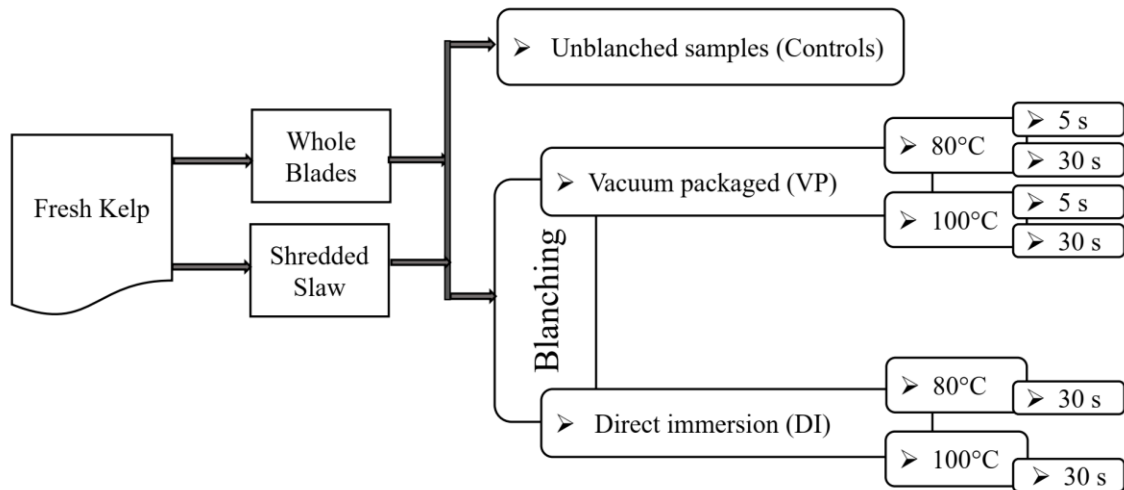 Fresh Kelp
Whole
Blades
Shredded
Slaw
➢ Unblanched samples (Controls)
Blanching
➢ Vacuum packaged (VP)
➢ 80°C
➢ 5 s
➢ 30 s
➢ 100°C
➢ 5 s
➢ 30 s
➢ Direct immersion (DI)
➢ 80°C
➢ 30 s
➢ 100°C
➢ 30 s